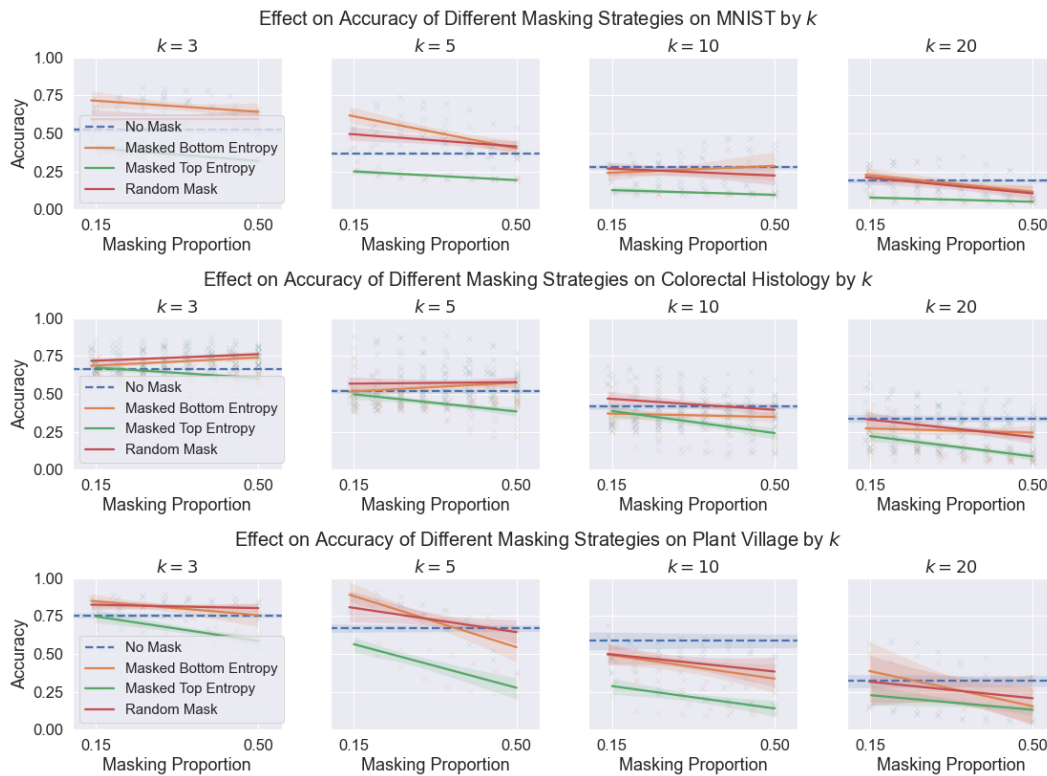 Effect on Accuracy of Different Masking Strategies on MNIST by k
k = 3 k = 5 k = 10 k = 20
1.00
0.75
0.50
0.25
0.00
Accuracy
No Mask
Masked Bottom Entropy
Masked Top Entropy
Random Mask
0.15 0.50 0.15 0.50 0.15 0.50 0.15 0.50
Masking Proportion Masking Proportion Masking Proportion Masking Proportion
Effect on Accuracy of Different Masking Strategies on Colorectal Histology by k
k = 3 k = 5 k = 10 k = 20
1.00
0.75
0.50
0.25
0.00
Accuracy
No Mask
Masked Bottom Entropy
Masked Top Entropy
Random Mask
0.15 0.50 0.15 0.50 0.15 0.50 0.15 0.50
Masking Proportion Masking Proportion Masking Proportion Masking Proportion
Effect on Accuracy of Different Masking Strategies on Plant Village by k
k = 3 k = 5 k = 10 k = 20
1.00
0.75
0.50
0.25
0.00
Accuracy
No Mask
Masked Bottom Entropy
Masked Top Entropy
Random Mask
0.15 0.50 0.15 0.50 0.15 0.50 0.15 0.50
Masking Proportion Masking Proportion Masking Proportion Masking Proportion